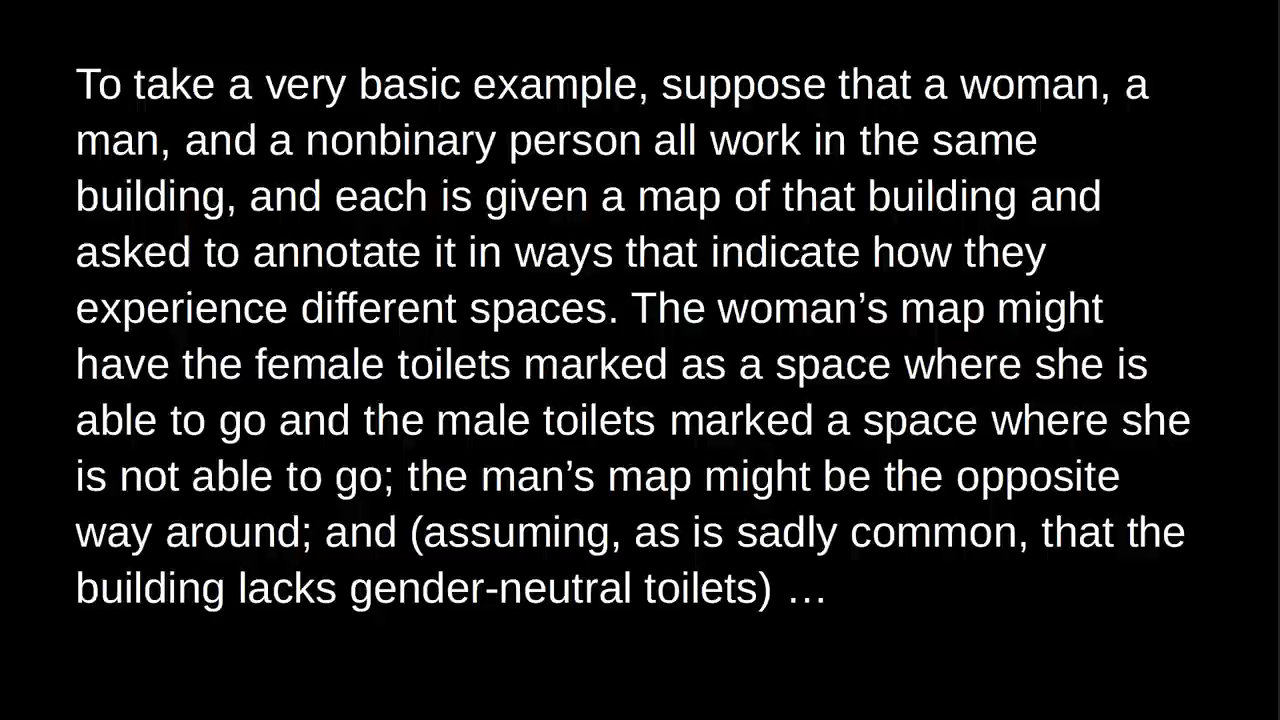 To take a very basic example, suppose that a woman, a
man, and a nonbinary person all work in the same
building, and each is given a map of that building and
asked to annotate it in ways that indicate how they
experience different spaces. The woman’s map might
have the female toilets marked as a space where she is
able to go and the male toilets marked a space where she
is not able to go; the man’s map might be the opposite
way around; and (assuming, as is sadly common, that the
building lacks gender-neutral toilets) …